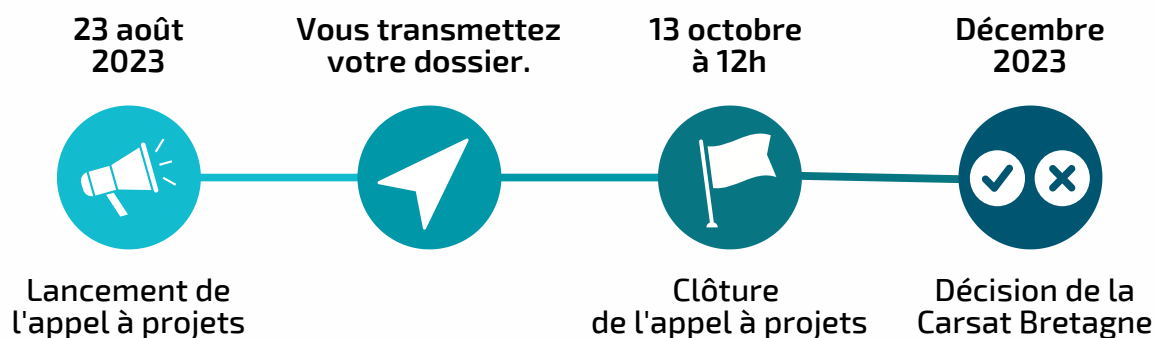 23 août
2023
Vous transmettez
votre dossier.
13 octobre
à 12h
Décembre
2023
Lancement de
l'appel à projets
Clôture
de l'appel à projets
Décision de la
Carsat Bretagne